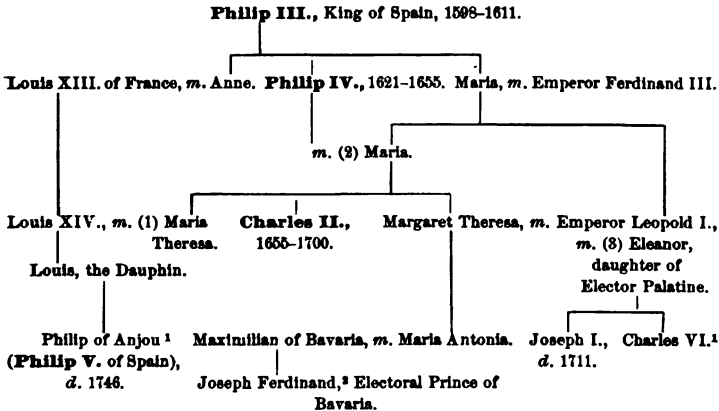 Philip III., King of Spain, 1598-1611.
Louis XIII. of France, m. Anne. Philip IV., 1621-1655. Maria, m. Emperor Ferdinand III.
m. (2) Maria.
Louis XIV., m. (1) Maria Theresa.
Charles II., 1655-1700.
Margaret Theresa, m. Emperor Leopold I.,
m. (3) Eleanor,
daughter of
Elector Palatine.
Louis, the Dauphin.
Philip of Anjou ¹
(Philip V. of Spain),
d. 1746.
Maximilian of Bavaria, m. Maria Antonia.
Joseph I., Charles VI.¹
d. 1711.
Joseph Ferdinand,² Electoral Prince of
Bavaria.